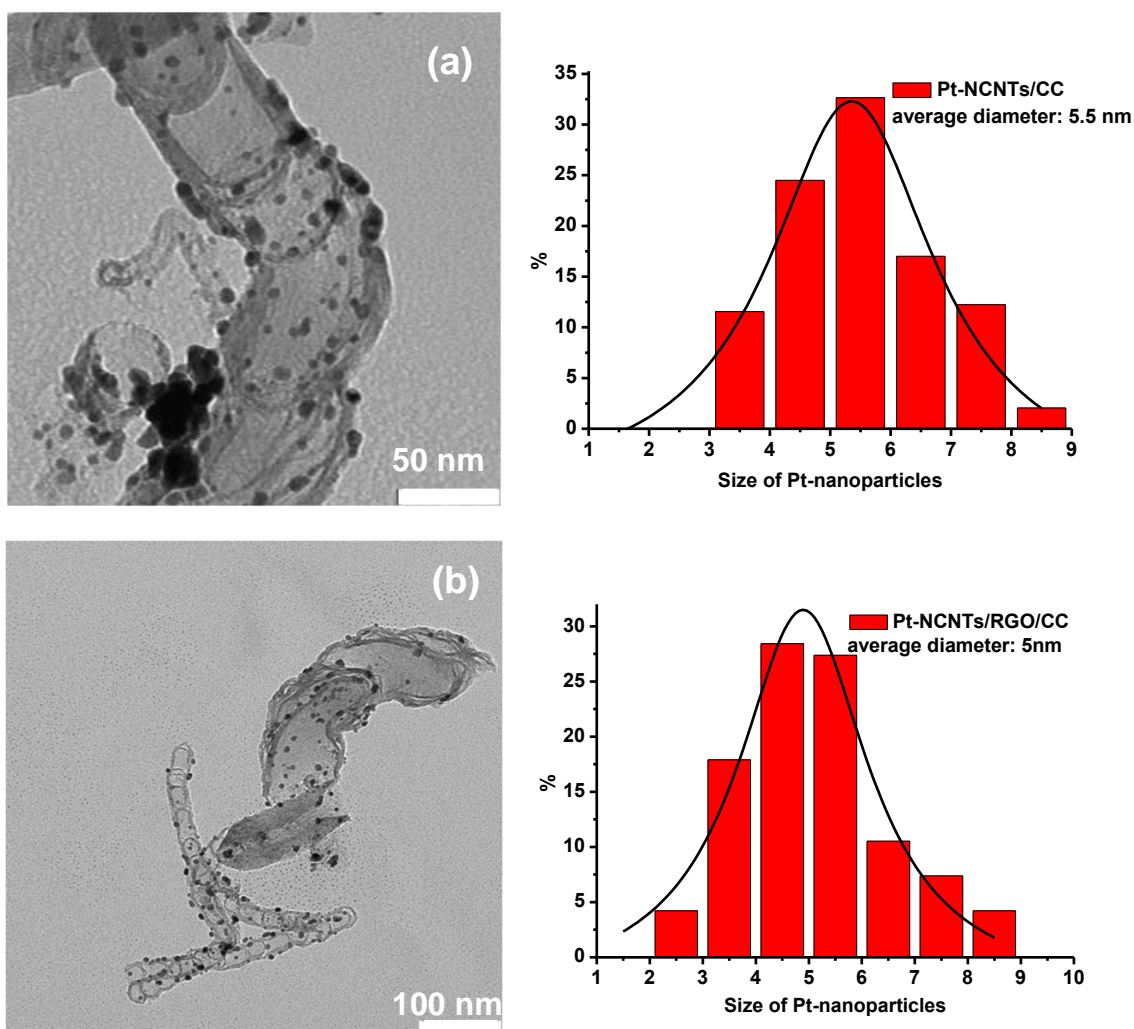 (a)
50 nm
Pt-NCNTs/CC
average diameter: 5.5 nm
35
30
25
20
15
10
5
0
%
1 2 3 4 5 6 7 8 9
Size of Pt-nanoparticles
(b)
100 nm
Pt-NCNTs/RGO/CC
average diameter: 5nm
30
25
20
15
10
5
0
%
1 2 3 4 5 6 7 8 9 10
Size of Pt-nanoparticles